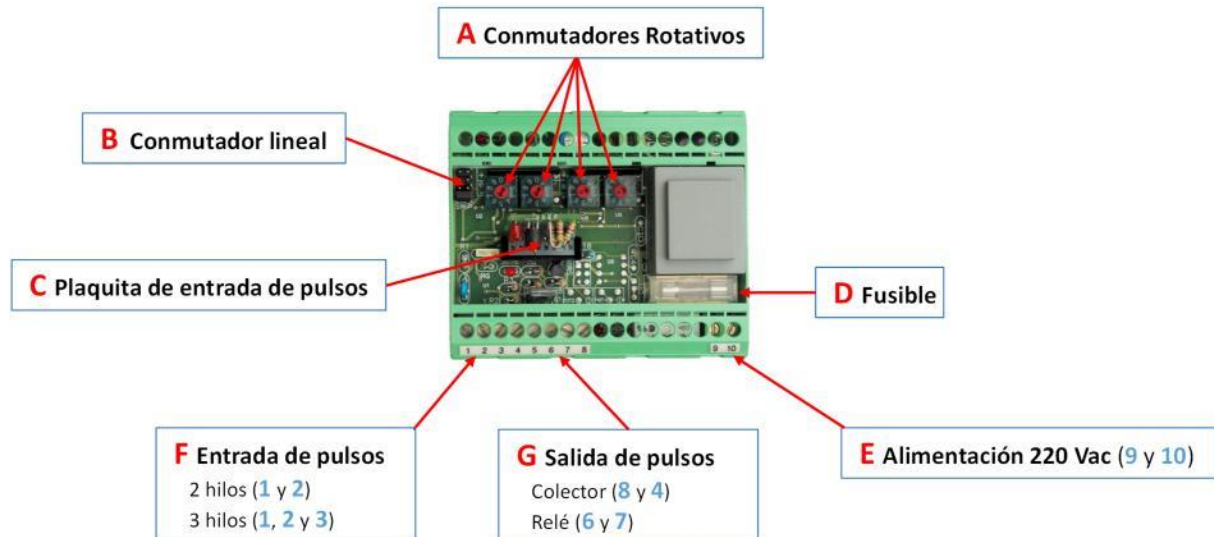 A Conmutadores Rotativos
B Conmutador lineal
C Plaquita de entrada de pulsos
D Fusible
1 2 3 4 5 6 7 8
9 10
F Entrada de pulsos
2 hilos (1 y 2)
3 hilos (1, 2 y 3)
G Salida de pulsos
Colector (8 y 4)
Relé (6 y 7)
E Alimentación 220 Vac (9 y 10)